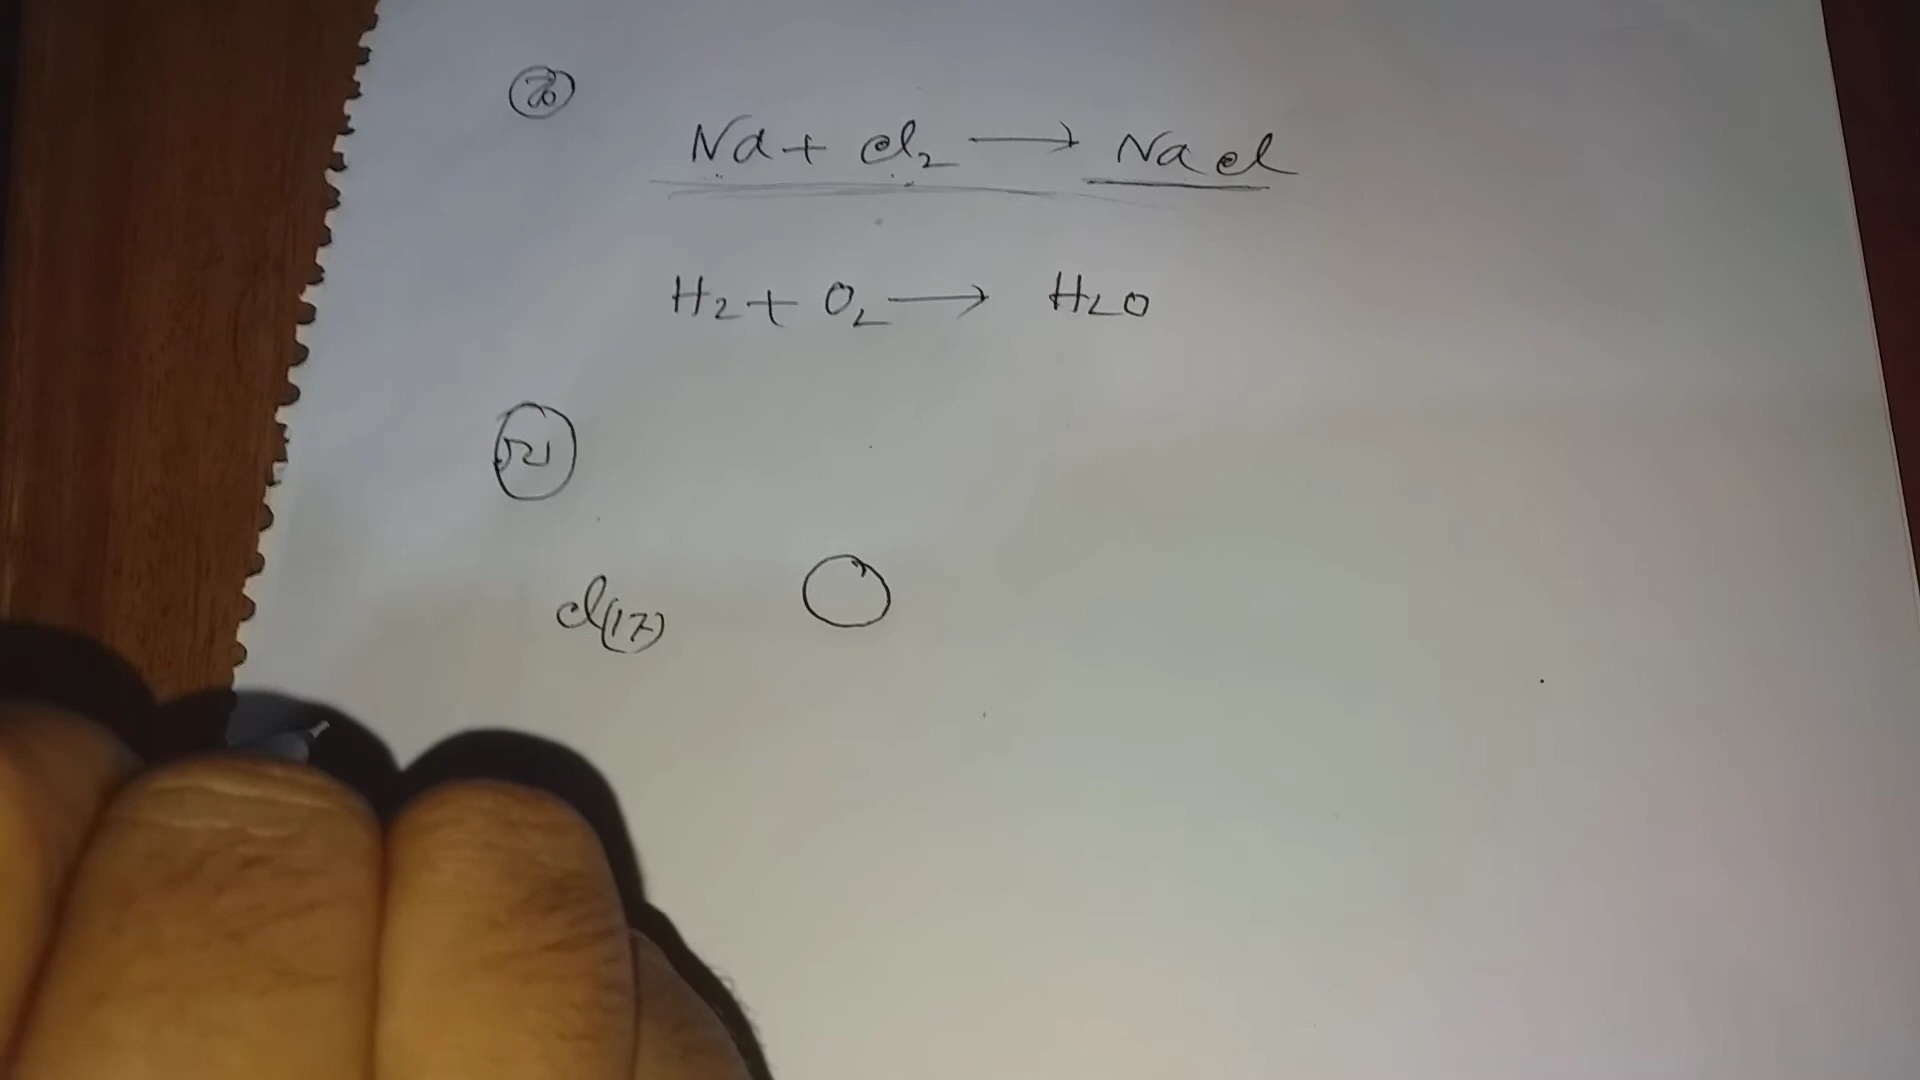 Na + Cl₂ → NaCl
H₂ + O₂ → H₂O
Cl(17)